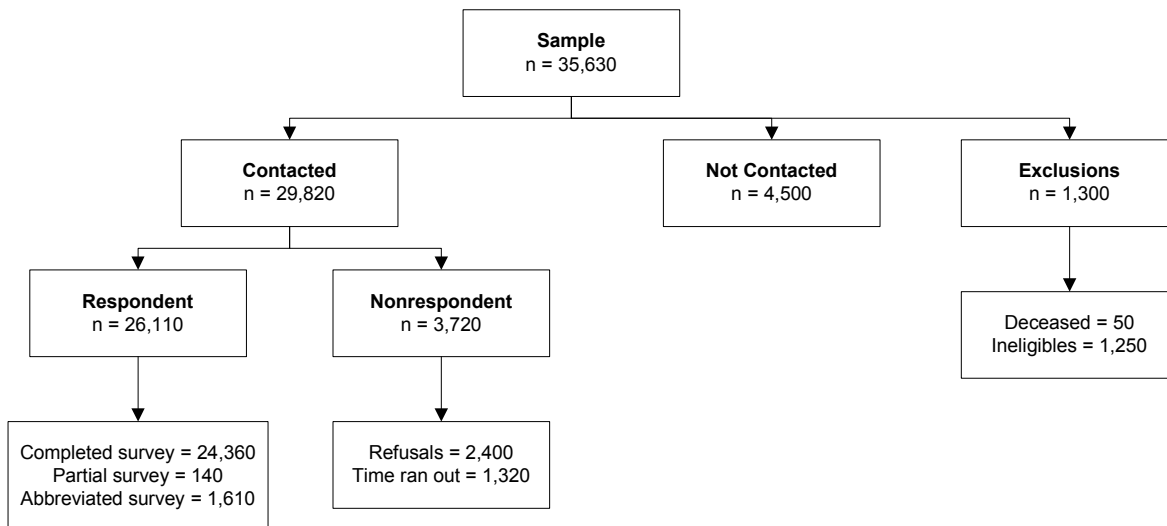 Sample
n = 35,630
Contacted
n = 29,820
Not Contacted
n = 4,500
Exclusions
n = 1,300
Respondent
n = 26,110
Nonrespondent
n = 3,720
Deceased = 50
Ineligibles = 1,250
Completed survey = 24,360
Partial survey = 140
Abbreviated survey = 1,610
Refusals = 2,400
Time ran out = 1,320